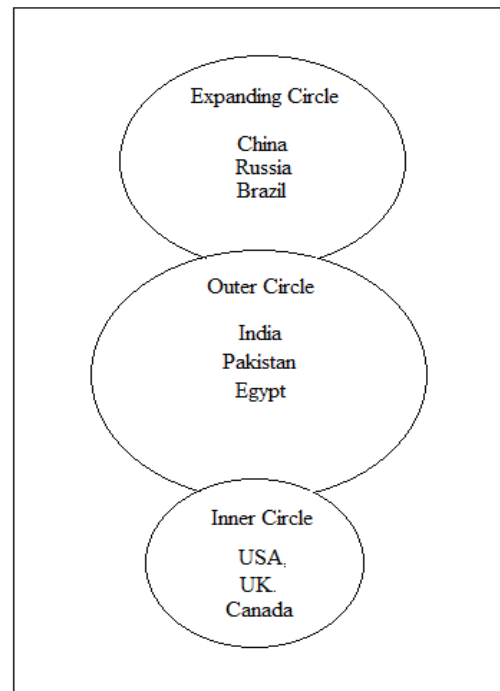 Expanding Circle
China
Russia
Brazil
Outer Circle
India
Pakistan
Egypt
Inner Circle
USA,
UK.
Canada